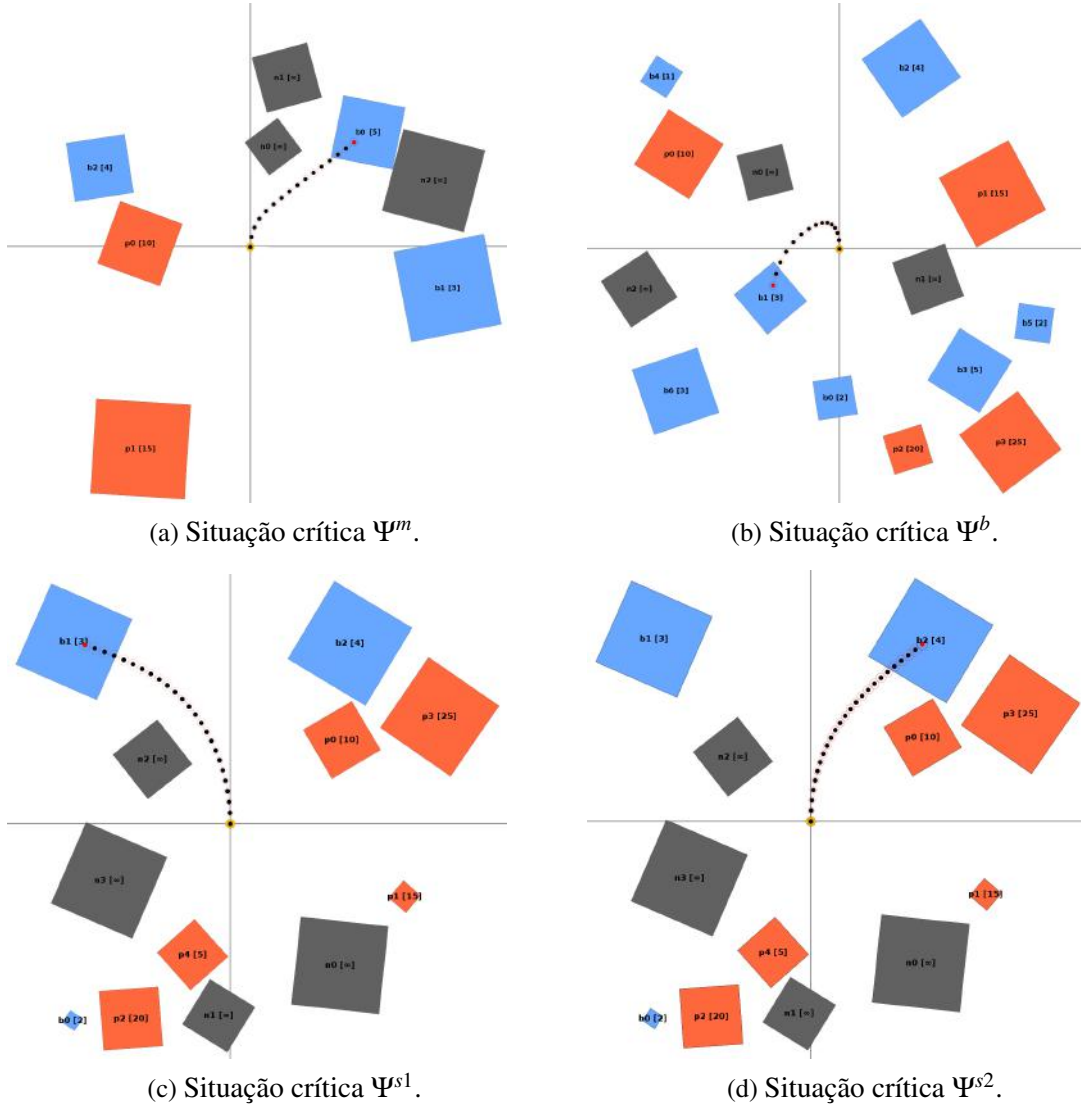 n1 [∞]
b0 [5]
n0 [∞]
b2 [4]
n2 [∞]
p0 [10]
b1 [3]
p1 [15]
(a) Situação crítica Ψᵐ.
b2 [4]
b4 [1]
p0 [10]
n0 [∞]
p1 [15]
n1 [∞]
n2 [∞]
b1 [3]
b5 [2]
b3 [5]
b6 [3]
b0 [2]
p3 [25]
p2 [20]
(b) Situação crítica Ψᵇ.
b1 [3]
b2 [4]
p3 [25]
p0 [10]
n2 [∞]
n3 [∞]
p1 [15]
p4 [5]
n0 [∞]
n1 [∞]
b0 [2]
p2 [20]
(c) Situação crítica Ψˢ¹.
b1 [3]
b2 [4]
p3 [25]
p0 [10]
n2 [∞]
n3 [∞]
p1 [15]
p4 [5]
n0 [∞]
n1 [∞]
b0 [2]
p2 [20]
(d) Situação crítica Ψˢ².